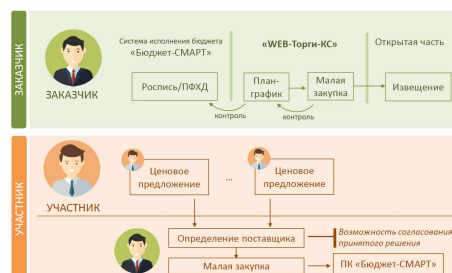 ЗАКАЗЧИК
Система исполнения бюджета
«Бюджет-СМАРТ»
«WEB-Торги-КС»
Открытая часть
ЗАКАЗЧИК
Роспись/ПФХД
План-
график
Малая
закупка
Извещение
контроль
контроль
УЧАСТНИК
УЧАСТНИК
Ценовое
предложение
...
Ценовое
предложение
Определение поставщика
Возможность согласования
принятого решения
Малая закупка
ПК «Бюджет-СМАРТ»